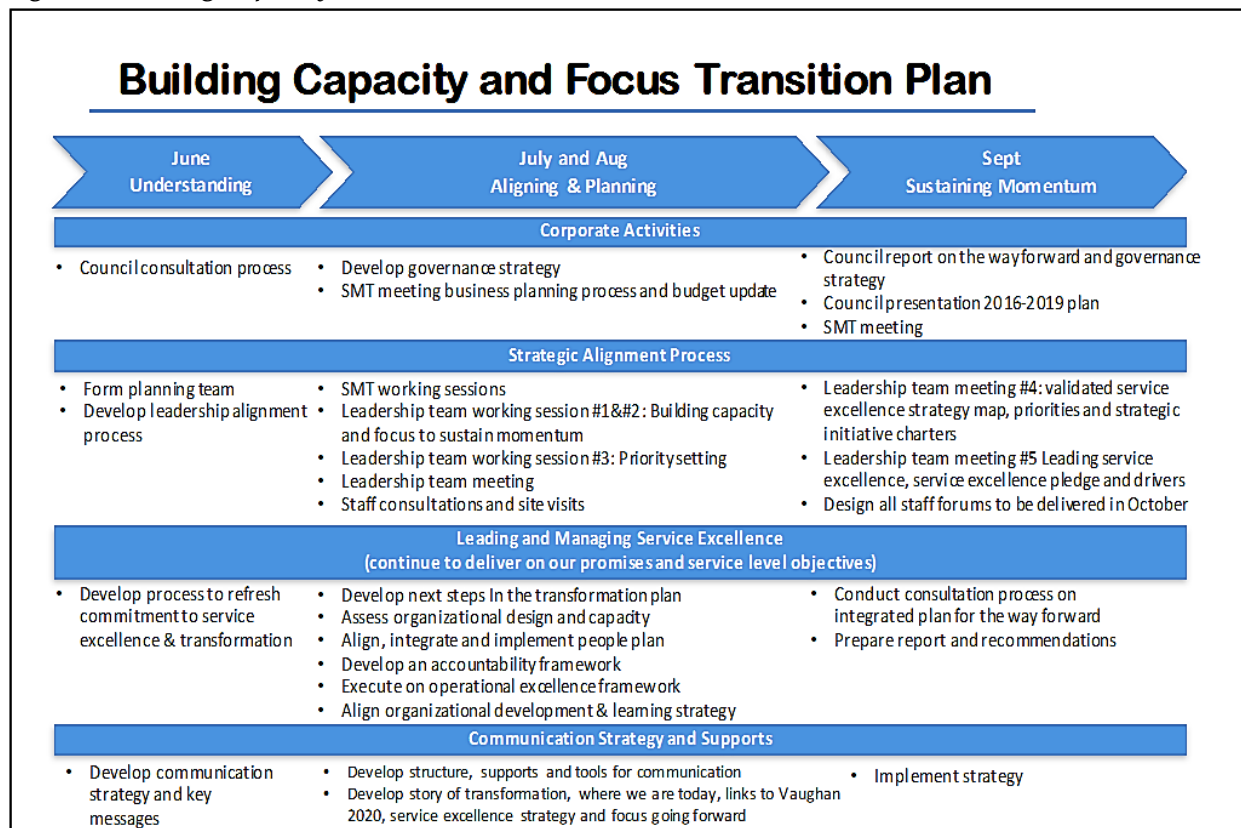 Building Capacity and Focus Transition Plan
June
Understanding
July and Aug
Aligning & Planning
Sept
Sustaining Momentum
Corporate Activities
• Council consultation process
• Develop governance strategy
• SMT meeting business planning process and budget update
• Council report on the way forward and governance
strategy
• Council presentation 2016-2019 plan
• SMT meeting
Strategic Alignment Process
• Form planning team
• Develop leadership alignment
process
• SMT working sessions
• Leadership team working session #1&#2: Building capacity
and focus to sustain momentum
• Leadership team working session #3: Priority setting
• Leadership team meeting
• Staff consultations and site visits
• Leadership team meeting #4: validated service
excellence strategy map, priorities and strategic
initiative charters
• Leadership team meeting #5 Leading service
excellence, service excellence pledge and drivers
• Design all staff forums to be delivered in October
Leading and Managing Service Excellence
(continue to deliver on our promises and service level objectives)
• Develop process to refresh
commitment to service
excellence & transformation
• Develop next steps In the transformation plan
• Assess organizational design and capacity
• Align, integrate and implement people plan
• Develop an accountability framework
• Execute on operational excellence framework
• Align organizational development & learning strategy
• Conduct consultation process on
integrated plan for the way forward
• Prepare report and recommendations
Communication Strategy and Supports
• Develop communication
strategy and key
messages
• Develop structure, supports and tools for communication
• Develop story of transformation, where we are today, links to Vaughan
2020, service excellence strategy and focus going forward
• Implement strategy